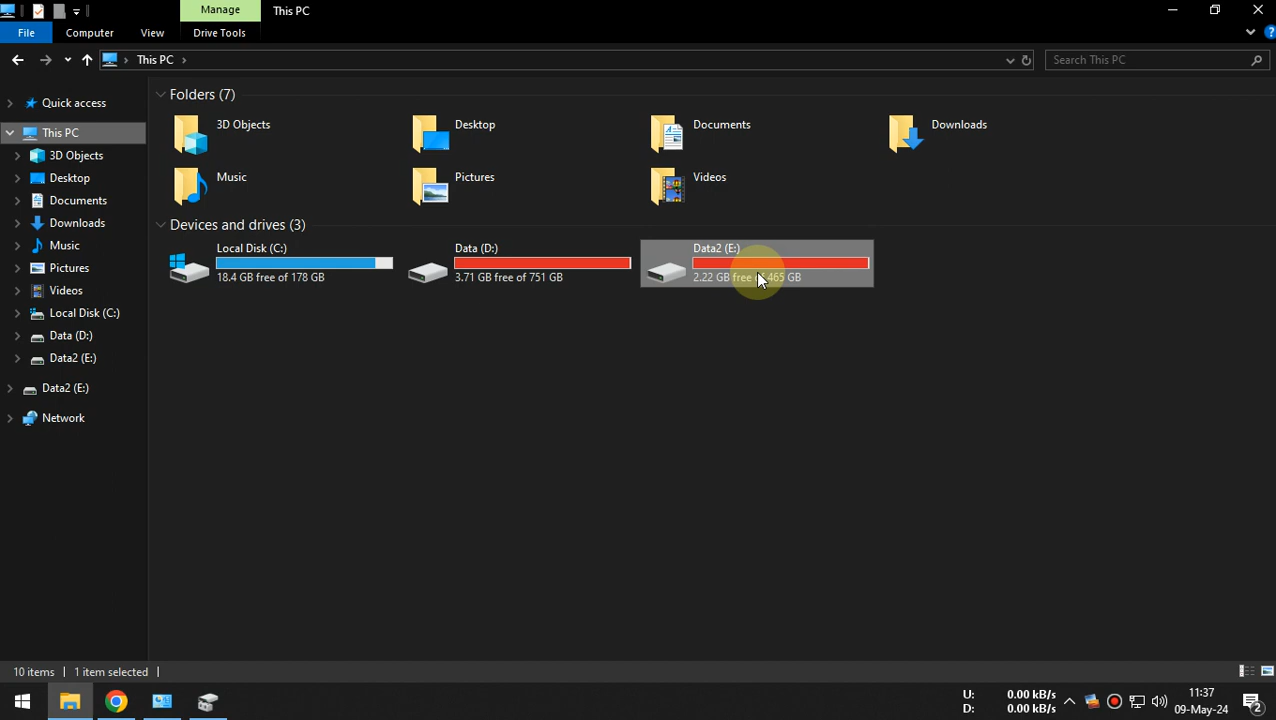 Manage
This PC
File
Computer
View
Drive Tools
This PC
Search This PC
Quick access
This PC
3D Objects
Desktop
Documents
Downloads
Music
Pictures
Videos
Local Disk (C:)
Data (D:)
Data2 (E:)
Data2 (E:)
Network
Folders (7)
3D Objects
Desktop
Documents
Downloads
Music
Pictures
Videos
Devices and drives (3)
Local Disk (C:)
18.4 GB free of 178 GB
Data (D:)
3.71 GB free of 751 GB
Data2 (E:)
2.22 GB free of 465 GB
10 items
1 item selected
U: 0.00 kB/s
D: 0.00 kB/s
11:37
09-May-24
2